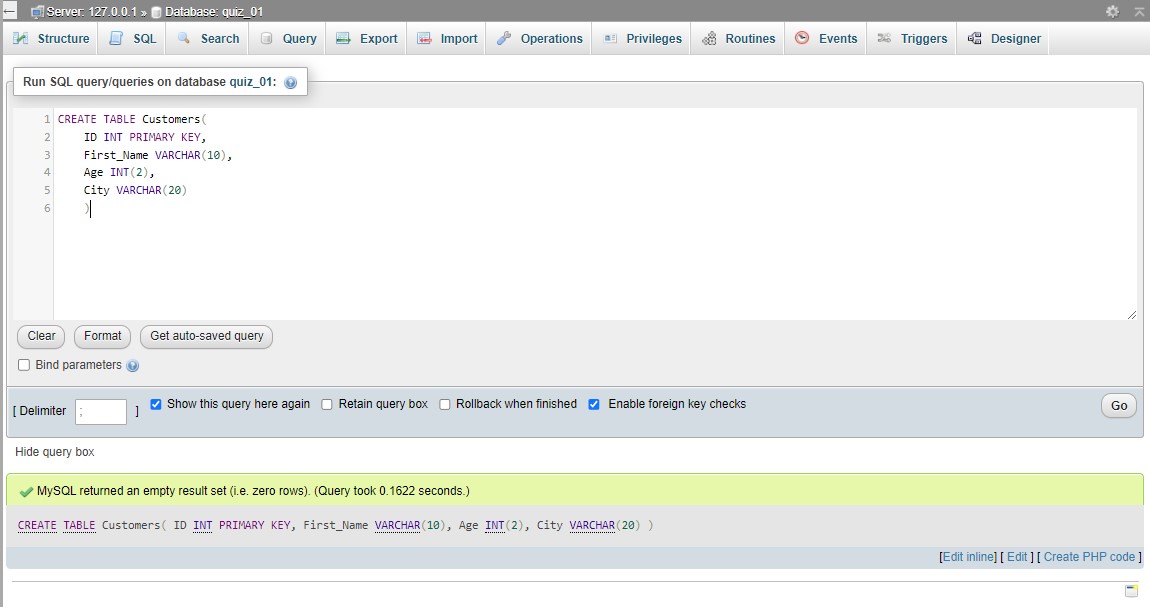 Server: 127.0.0.1 » Database: quiz_01
Structure SQL Search Query Export Import Operations Privileges Routines Events Triggers Designer
Run SQL query/queries on database quiz_01:
1 CREATE TABLE Customers(
2 ID INT PRIMARY KEY,
3 First_Name VARCHAR(10),
4 Age INT(2),
5 City VARCHAR(20)
6 )
Clear Format Get auto-saved query
Bind parameters
[ Delimiter ; ] Show this query here again Retain query box Rollback when finished Enable foreign key checks Go
Hide query box
MySQL returned an empty result set (i.e. zero rows). (Query took 0.1622 seconds.)
CREATE TABLE Customers( ID INT PRIMARY KEY, First_Name VARCHAR(10), Age INT(2), City VARCHAR(20) )
[Edit inline] [ Edit ] [ Create PHP code ]